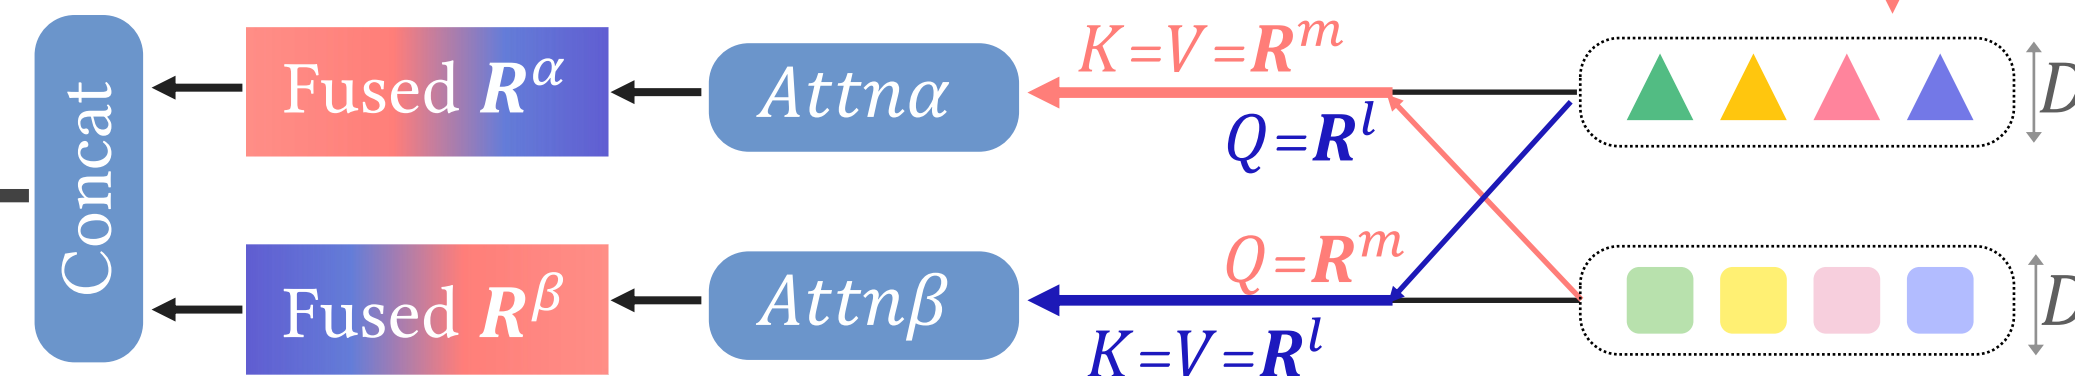 Concat
Fused R^α
Attnα
K=V=R^m
Q=R^l
D
Fused R^β
Attnβ
Q=R^m
K=V=R^l
D